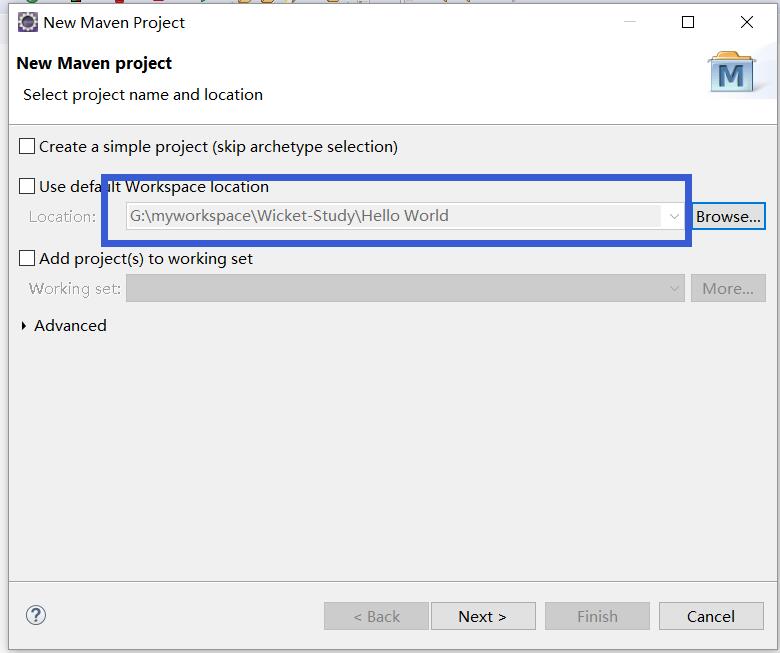 New Maven Project
New Maven project
Select project name and location
M
Create a simple project (skip archetype selection)
Use default Workspace location
Location: G:\myworkspace\Wicket-Study\Hello World Browse...
Add project(s) to working set
Working set: More...
Advanced
? < Back Next > Finish Cancel